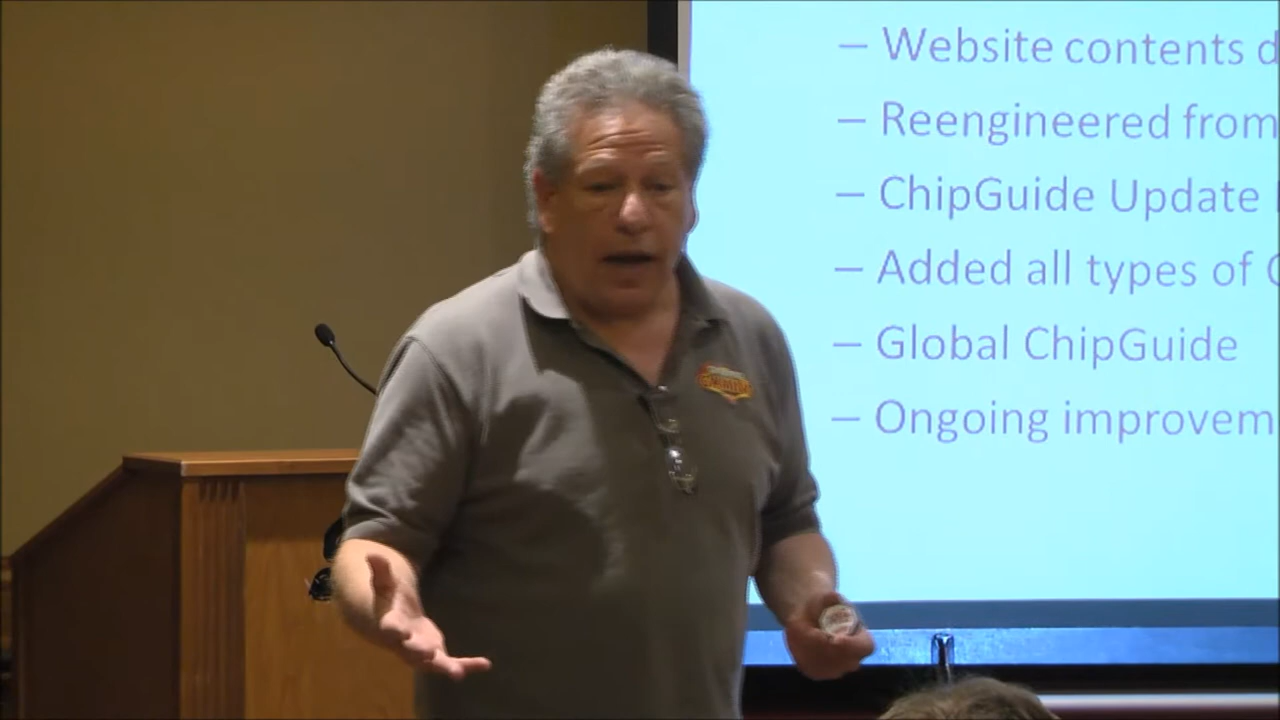 – Website contents
– Reengineered from
– ChipGuide Update
– Added all types of
– Global ChipGuide
– Ongoing improvem